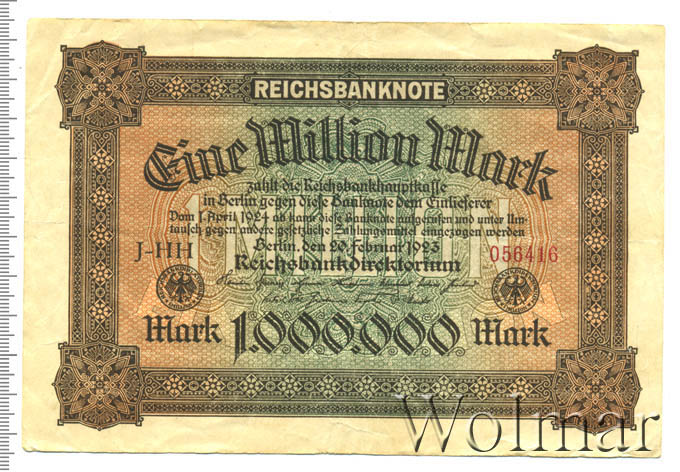 REICHSBANKNOTE
Eine Million Mark
zahlt die Reichsbankhauptkasse
in Berlin gegen diese Banknote dem Einlieferer
Vom 1. April 1924 ab kann diese Banknote aufgerufen und unter Um-
tausch gegen andere gesetzliche Zahlungsmittel eingezogen werden
Berlin, den 20. Februar 1923
J-HH 056416
Reichsbankdirektorium
Mark 1.000.000 Mark
Wolmar